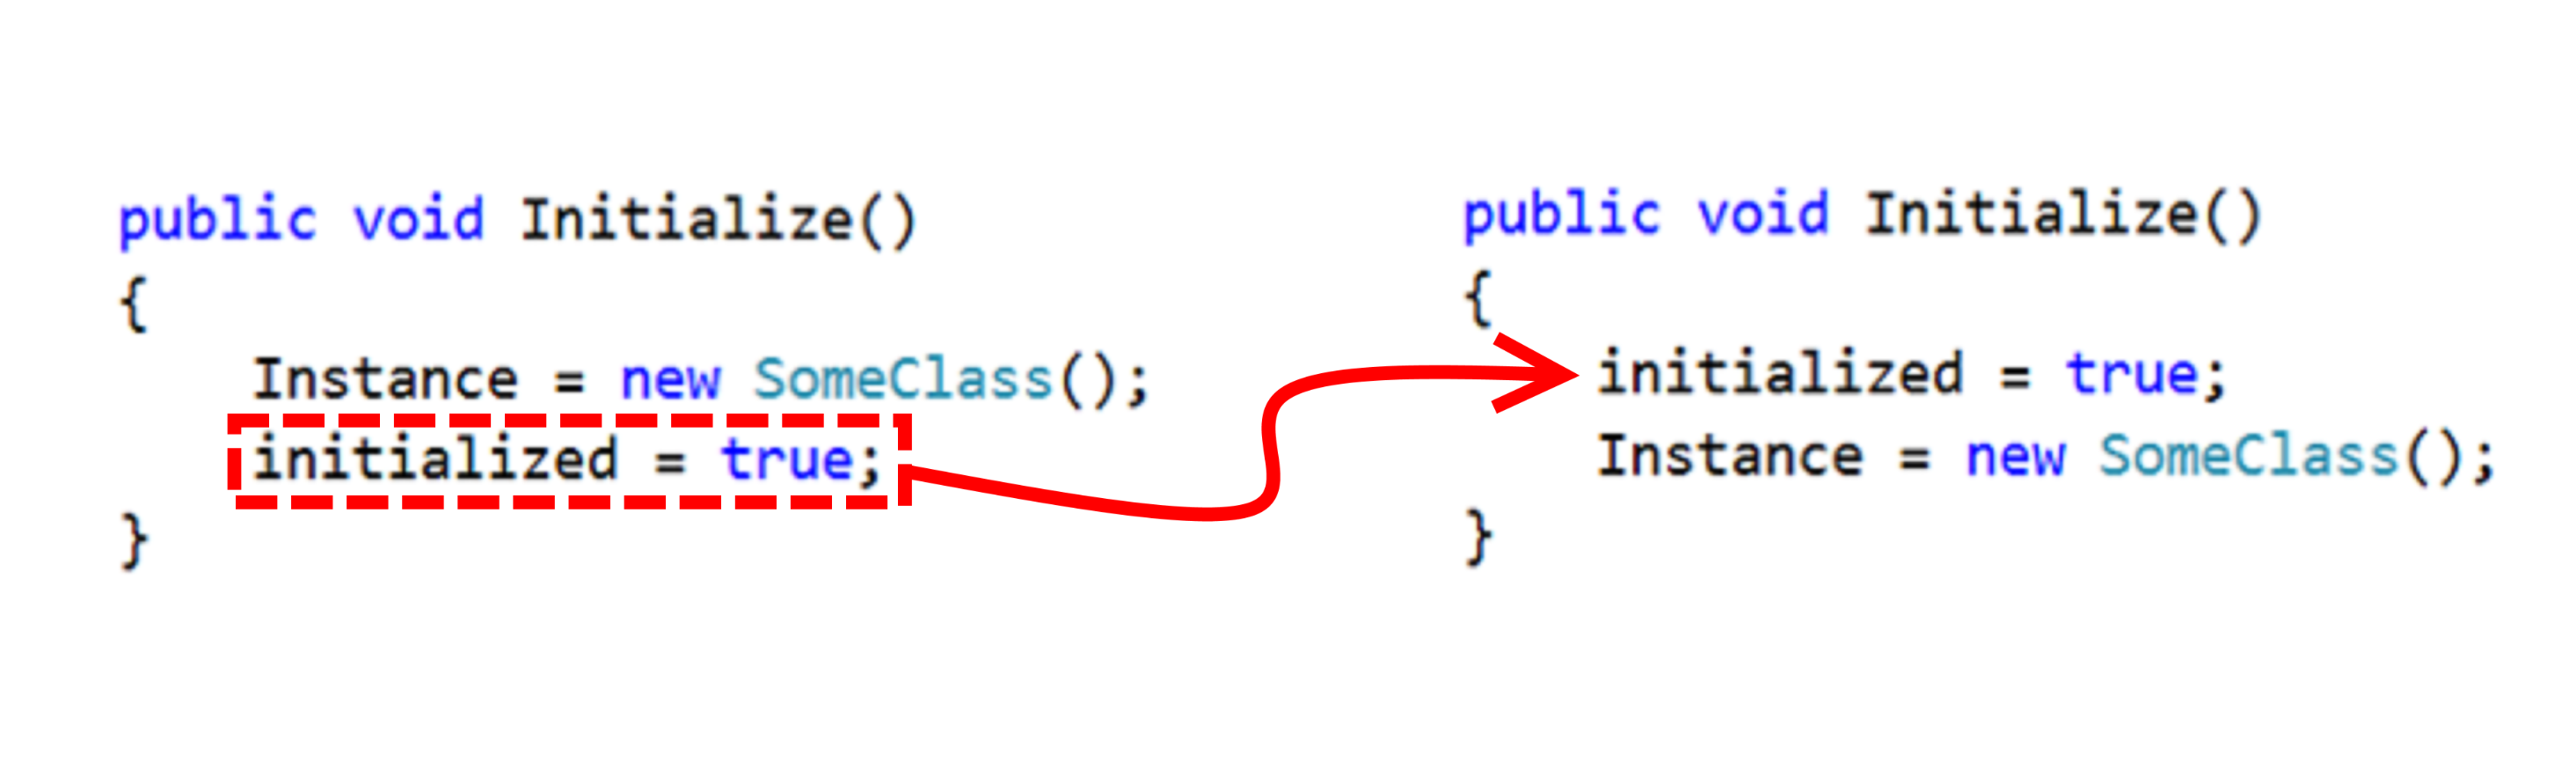 public void Initialize()
{
    Instance = new SomeClass();
    initialized = true;
}
public void Initialize()
{
    initialized = true;
    Instance = new SomeClass();
}